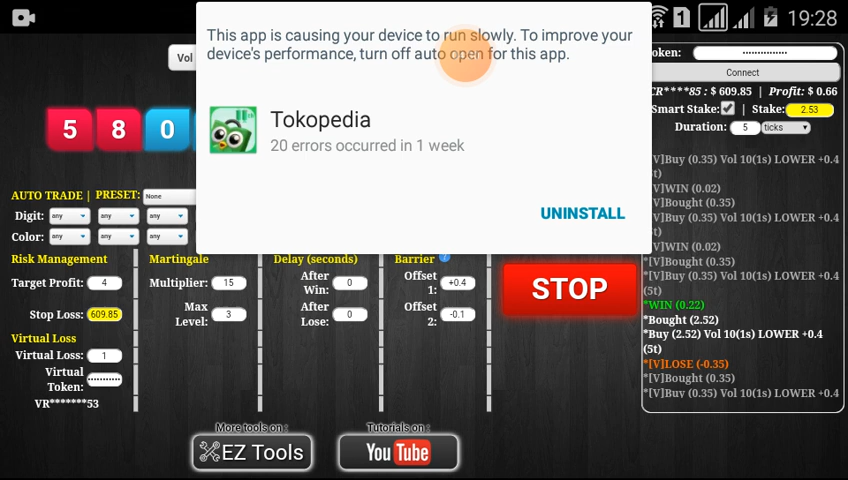 19:28
This app is causing your device to run slowly. To improve your
device's performance, turn off auto open for this app.
Tokopedia
20 errors occurred in 1 week
UNINSTALL
Vol
5 8 0
oken: ••••••••••••••
Connect
CR****85 : $ 609.85 | Profit: $ 0.66
Smart Stake: | Stake: 2.53
Duration: 5 ticks
AUTO TRADE | PRESET: None
Digit: any any any
Color: any any any
Risk Management
Target Profit: 4
Stop Loss: 609.85
Virtual Loss
Virtual Loss: 1
Virtual
Token: •••••••••••
VR*******53
Martingale
Multiplier: 15
Max
Level: 3
Delay (seconds)
After
Win: 0
After
Lose: 0
Barrier i
Offset
1: +0.4
Offset
2: -0.1
STOP
[V]Buy (0.35) Vol 10(1s) LOWER +0.4
(5t)
*[V]WIN (0.02)
*[V]Bought (0.35)
*[V]Buy (0.35) Vol 10(1s) LOWER +0.4
(5t)
*[V]WIN (0.02)
*[V]Bought (0.35)
*[V]Buy (0.35) Vol 10(1s) LOWER +0.4
(5t)
*WIN (0.22)
*Bought (2.52)
*Buy (2.52) Vol 10(1s) LOWER +0.4
(5t)
*[V]LOSE (-0.35)
*[V]Bought (0.35)
*[V]Buy (0.35) Vol 10(1s) LOWER +0.4
More tools on :
EZ Tools
Tutorials on :
YouTube